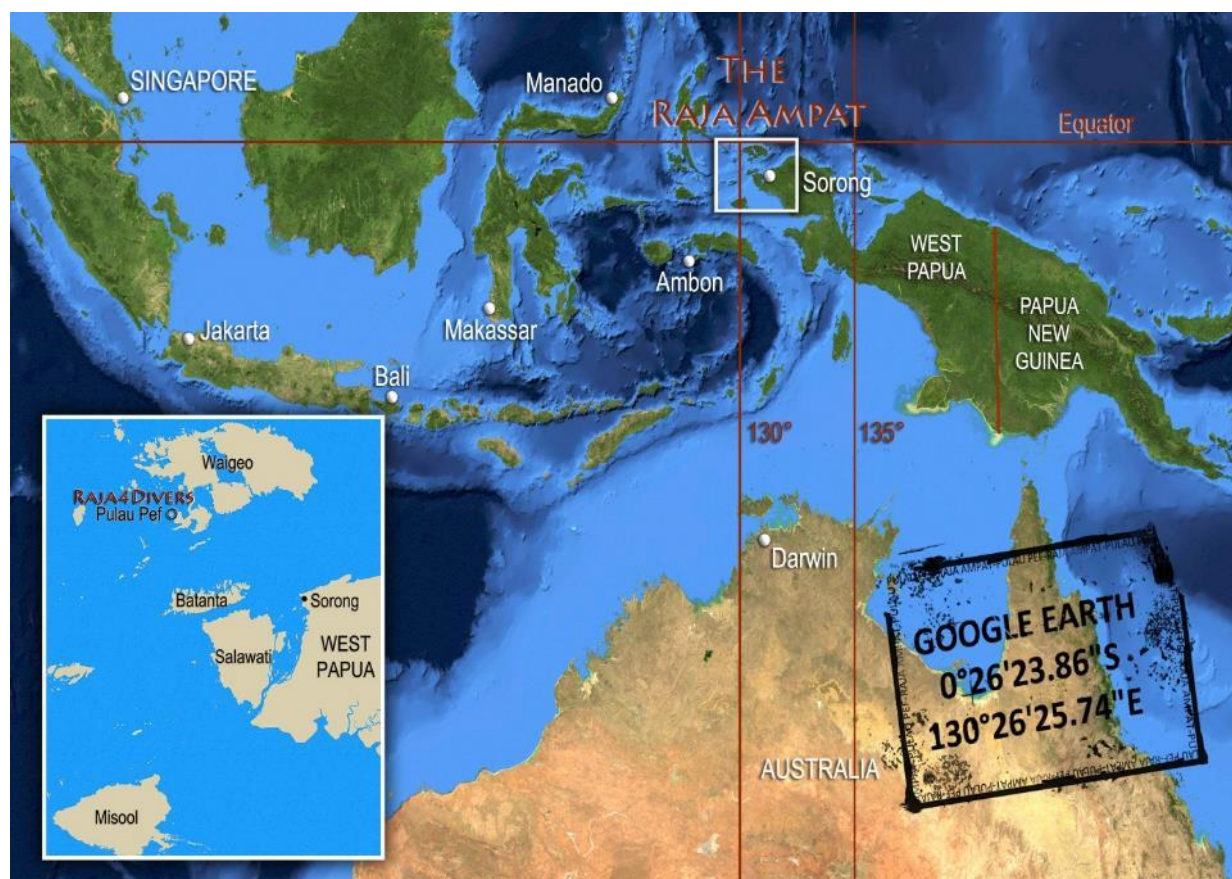 SINGAPORE
Manado
THE
RAJA AMPAT
Equator
Sorong
WEST
PAPUA
Ambon
PAPUA
NEW
GUINEA
Makassar
Jakarta
Bali
130°
135°
Darwin
AUSTRALIA
Waigeo
RAJA4DIVERS
Pulau Pef
Batanta
Sorong
Salawati
WEST
PAPUA
Misool
GOOGLE EARTH
0°26'23.86"S
130°26'25.74"E